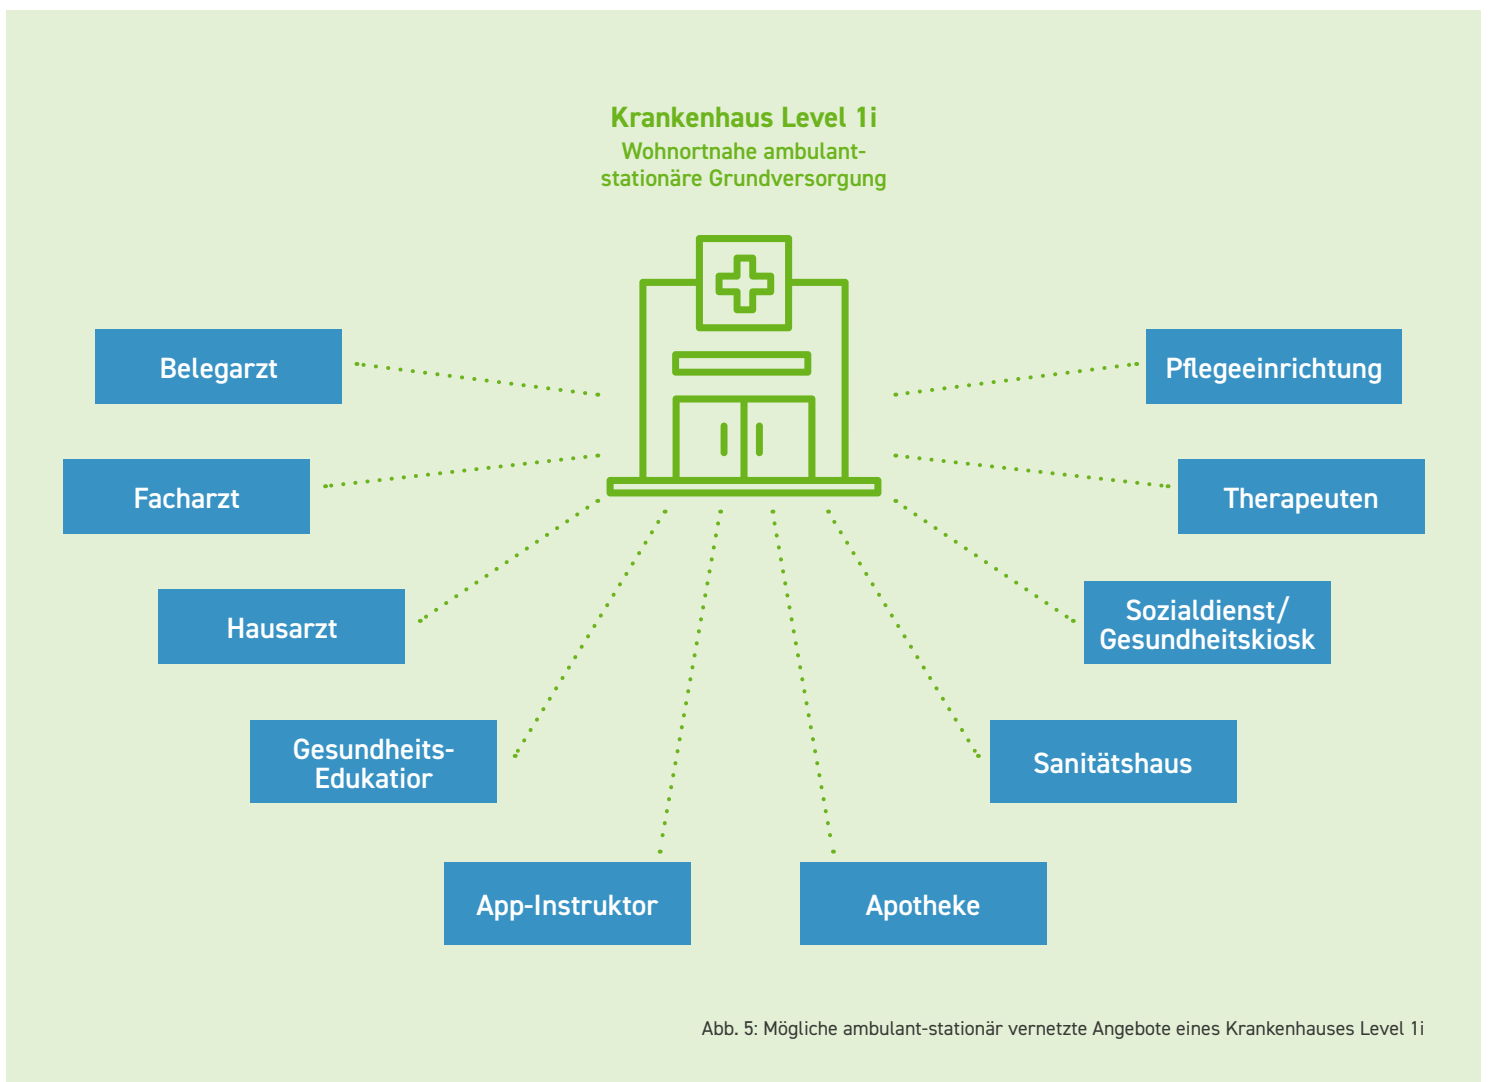 Krankenhaus Level 1i
Wohnortnahe ambulant-
stationäre Grundversorgung
Belegarzt
Pflegeeinrichtung
Facharzt
Therapeuten
Hausarzt
Sozialdienst/
Gesundheitskiosk
Gesundheits-
Edukatior
Sanitätshaus
App-Instruktor
Apotheke
Abb. 5: Mögliche ambulant-stationär vernetzte Angebote eines Krankenhauses Level 1i